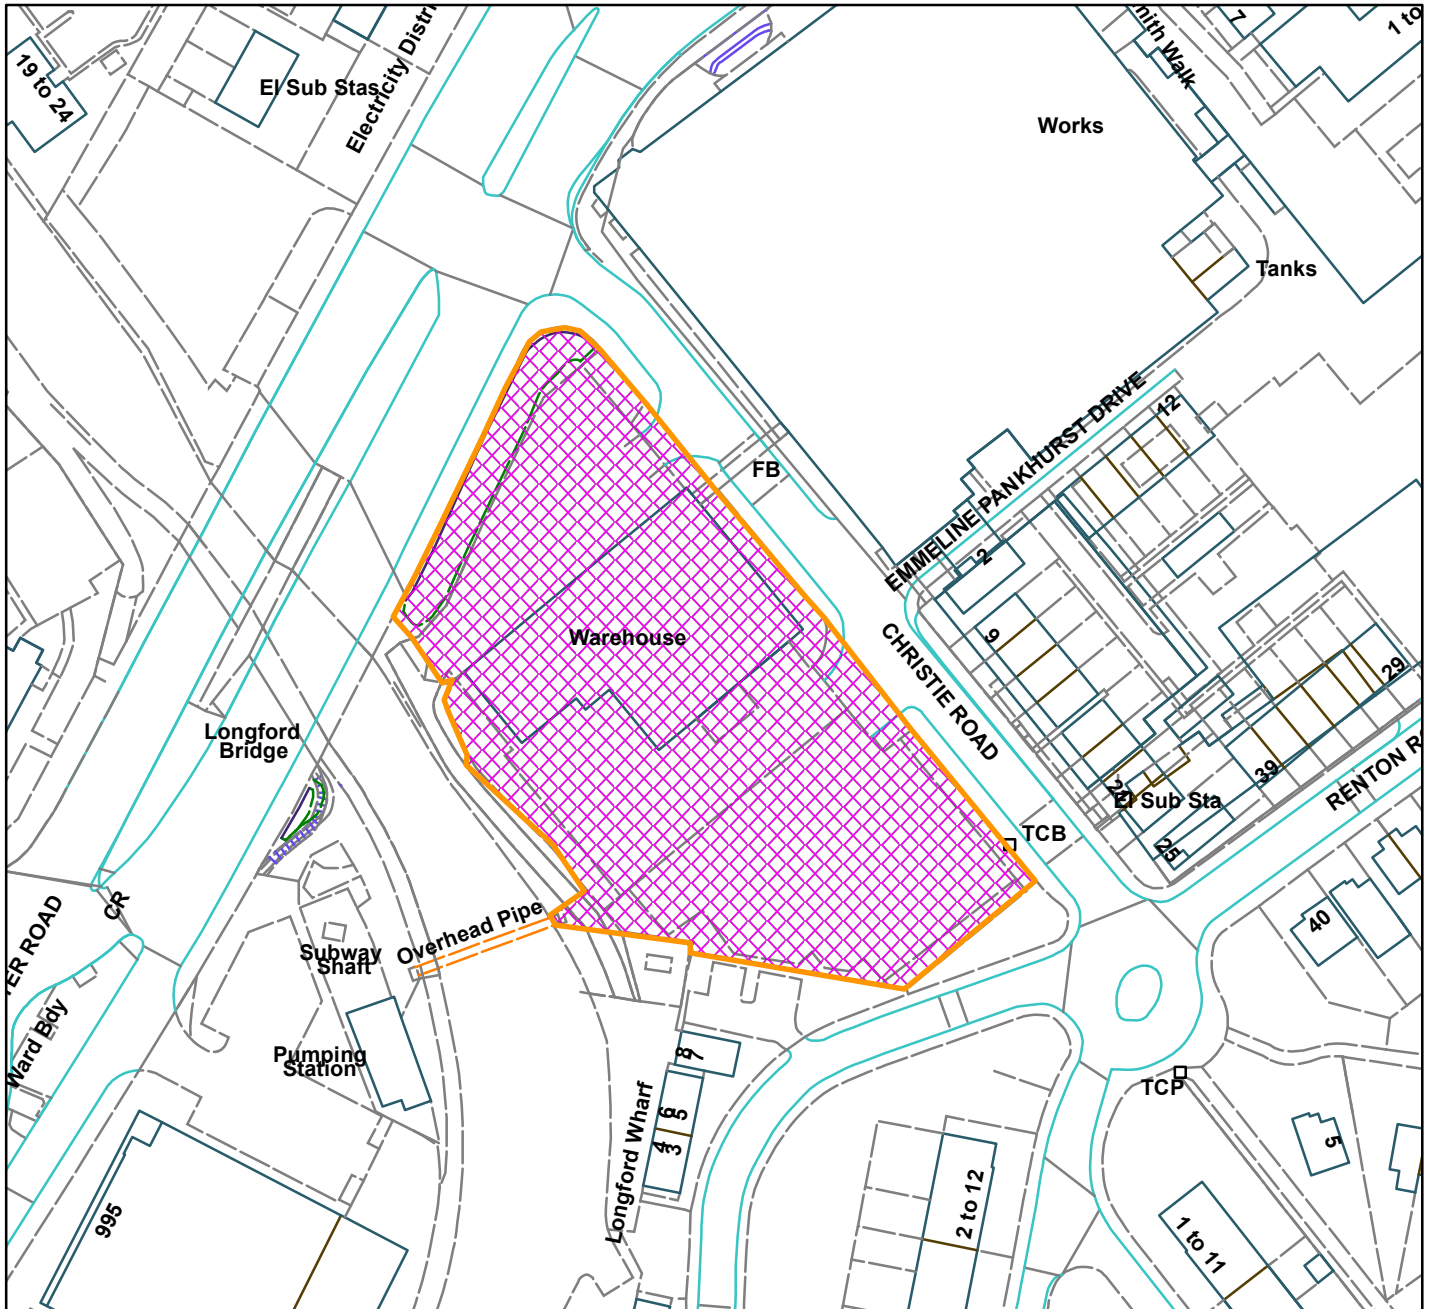 19 to 24
El Sub Stas
Electricity Distri
nith Walk
7
1 to
Works
Tanks
FB
EMMELINE PANKHURST DRIVE
12
2
9
Warehouse
CHRISTIE ROAD
29
39
El Sub Sta
25
RENTON R
TCB
Longford
Bridge
CR
TER ROAD
Ward Bdy
Subway
Shaft
Overhead Pipe
Pumping
Station
40
TCP
8
7
6
5
4
3
Longford Wharf
995
2 to 12
1 to 11
5